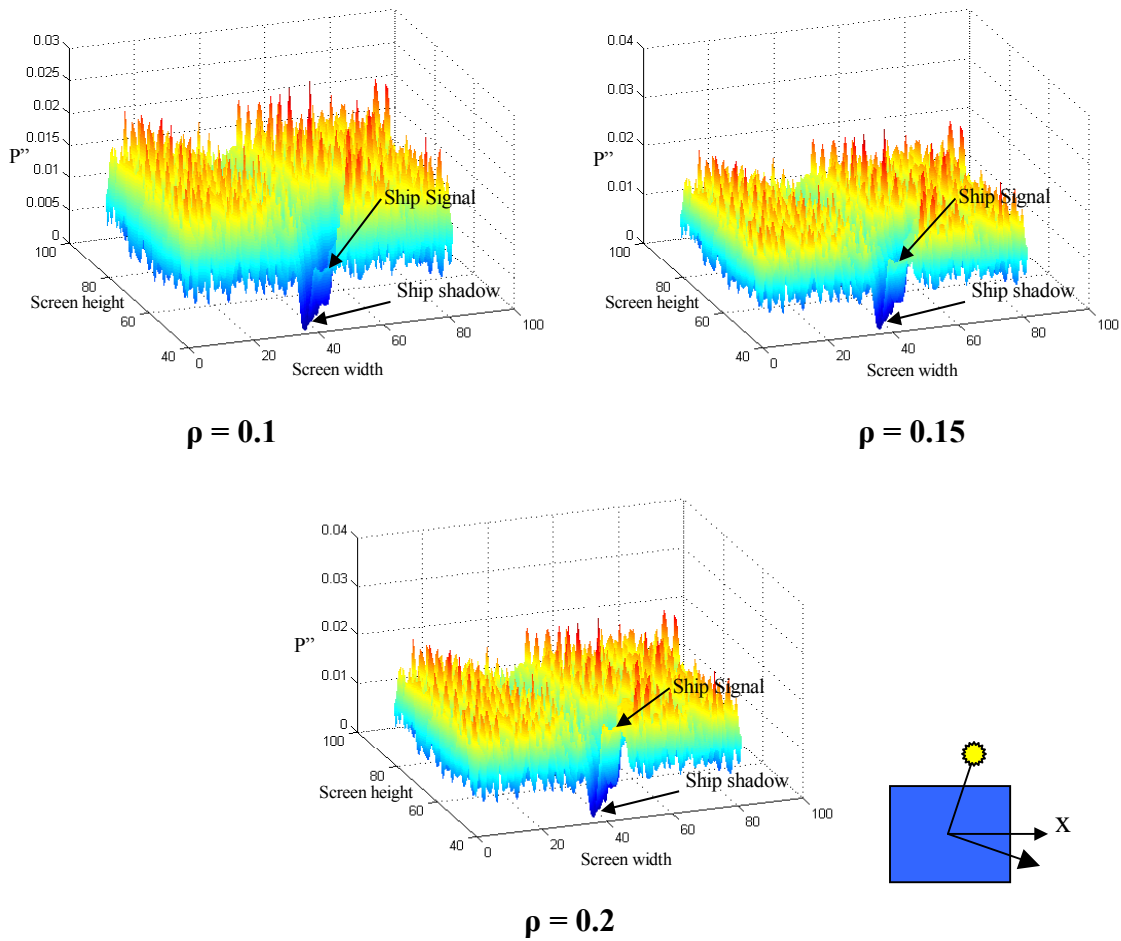 0.03
0.025
0.02
0.015
P”
0.01
0.005
0
100
80
Screen height
60
40
0
20
40
60
80
100
Screen width
Ship Signal
Ship shadow
ρ = 0.1
0.04
0.03
0.02
P”
0.01
0
100
80
Screen height
60
40
0
20
40
60
80
100
Screen width
Ship Signal
Ship shadow
ρ = 0.15
0.04
0.03
0.02
P”
0.01
0
100
80
Screen height
60
40
0
20
40
60
80
100
Screen width
Ship Signal
Ship shadow
ρ = 0.2
X